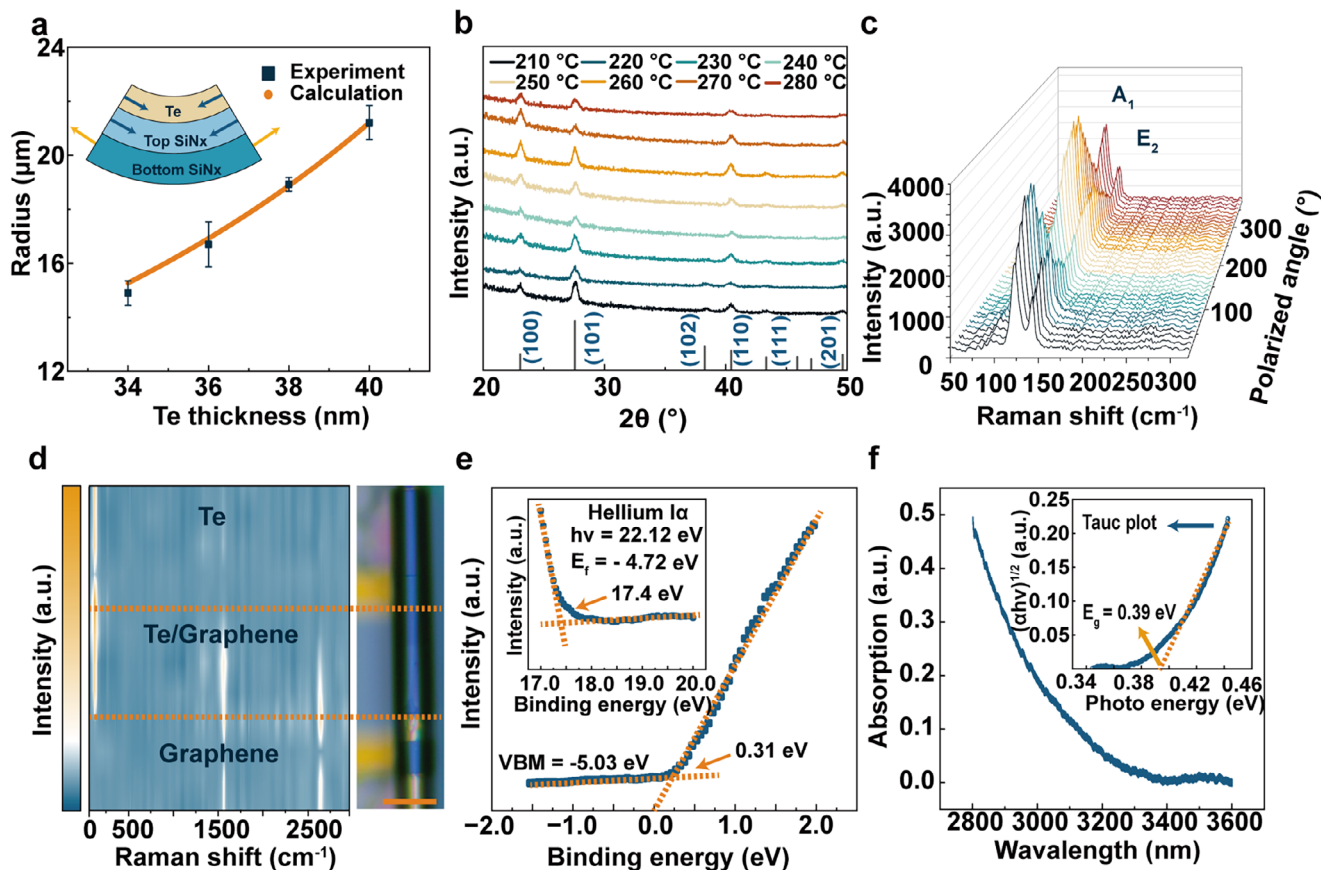 a
24
20
16
12
Radius (µm)
34 36 38 40
Te thickness (nm)
Experiment
Calculation
Te
Top SiNx
Bottom SiNx
b
210 °C 220 °C 230 °C 240 °C
250 °C 260 °C 270 °C 280 °C
Intensity (a.u.)
(100) (101) (102) (110) (111) (201)
20 30 40 50
2θ (°)
c
A1
E2
4000
3000
2000
1000
0
Intensity (a.u.)
50 100 150 200 250 300
Raman shift (cm-1)
100 200 300
Polarized angle (°)
d
Intensity (a.u.)
Te
Te/Graphene
Graphene
0 500 1500 2500
Raman shift (cm-1)
e
Intensity (a.u.)
Hellium Iα
hν = 22.12 eV
Ef = - 4.72 eV
17.4 eV
Intensity (a.u.)
17.0 18.0 19.0 20.0
Binding energy (eV)
VBM = -5.03 eV
0.31 eV
−2.0 −1.0 0.0 1.0 2.0
Binding energy (eV)
f
0.5
0.4
0.3
0.2
0.1
0.0
Absorption (a.u.)
0.25
0.20
0.15
0.10
0.05
(αhν)1/2 (a.u.)
Tauc plot
Eg = 0.39 eV
0.34 0.38 0.42 0.46
Photo energy (eV)
2800 3000 3200 3400 3600
Wavalength (nm)